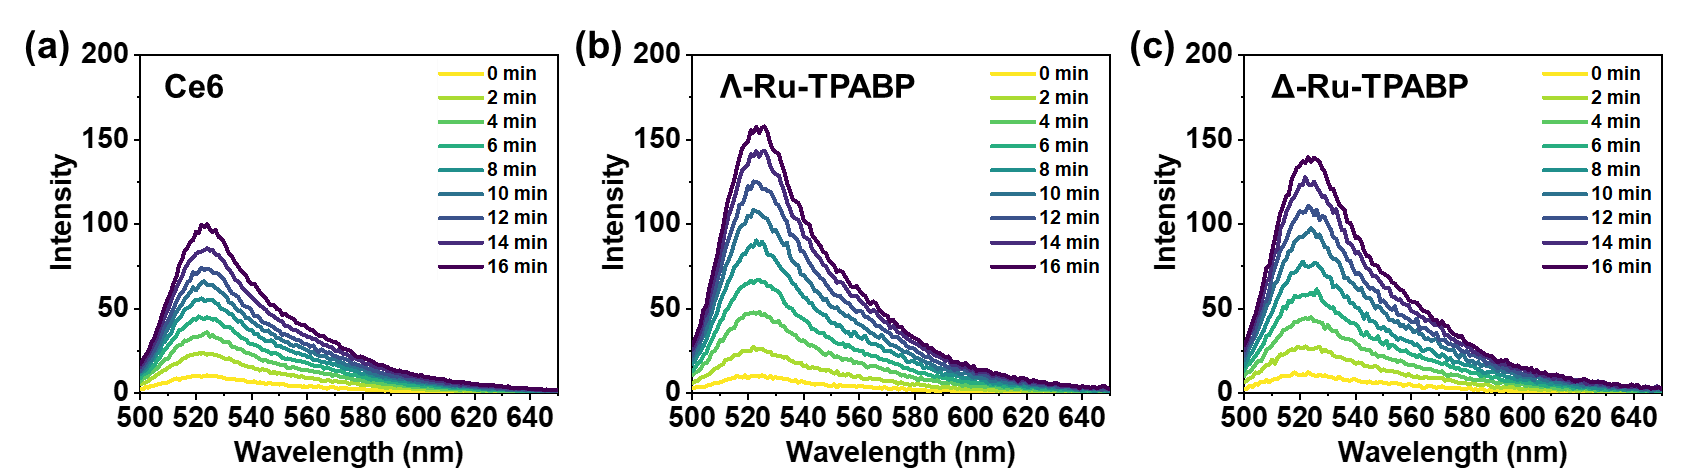 (a)
Ce6
200
150
100
50
0
Intensity
500 520 540 560 580 600 620 640
Wavelength (nm)
0 min
2 min
4 min
6 min
8 min
10 min
12 min
14 min
16 min
(b)
Λ-Ru-TPABP
200
150
100
50
0
Intensity
500 520 540 560 580 600 620 640
Wavelength (nm)
0 min
2 min
4 min
6 min
8 min
10 min
12 min
14 min
16 min
(c)
Δ-Ru-TPABP
200
150
100
50
0
Intensity
500 520 540 560 580 600 620 640
Wavelength (nm)
0 min
2 min
4 min
6 min
8 min
10 min
12 min
14 min
16 min